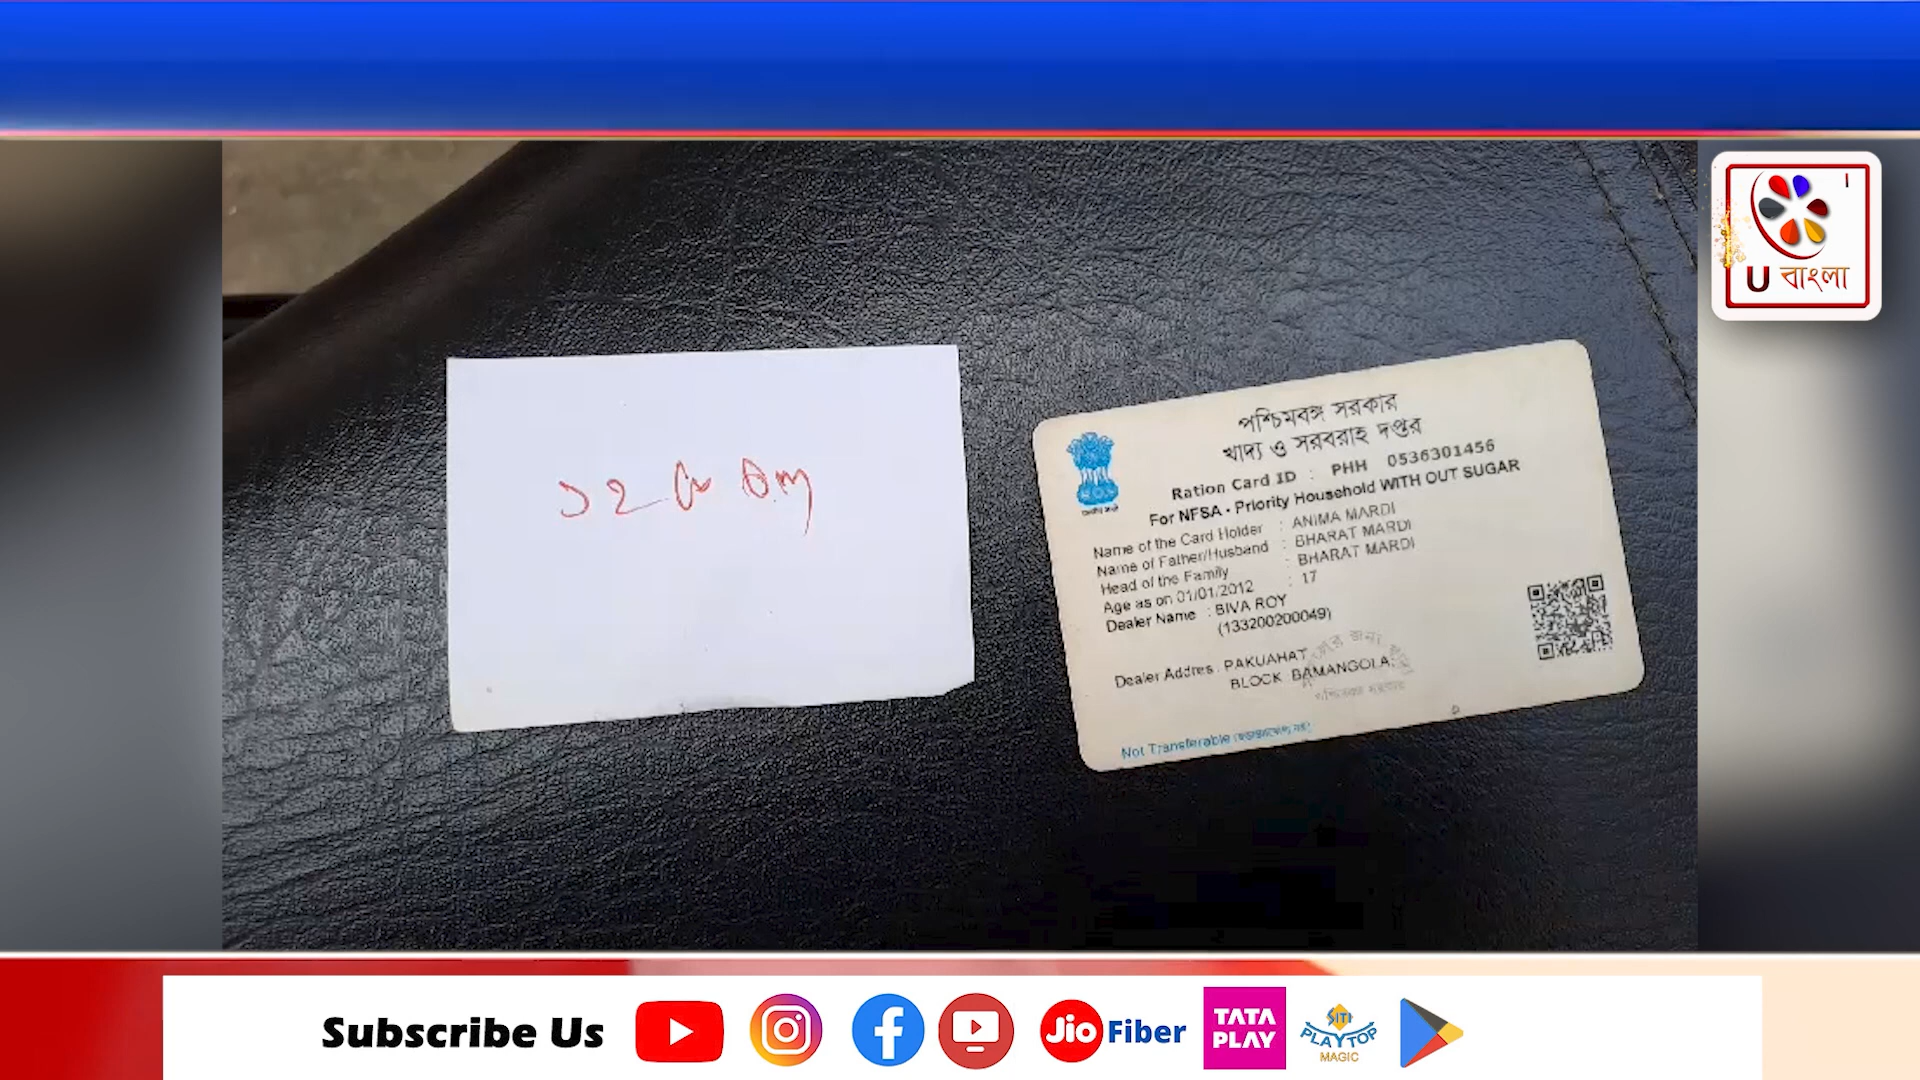 U বাংলা
১২ কে জি
পশ্চিমবঙ্গ সরকার
খাদ্য ও সরবরাহ দপ্তর
Ration Card ID : PHH 0536301456
For NFSA - Priority Household WITH OUT SUGAR
Name of the Card Holder : ANIMA MARDI
Name of Father/Husband : BHARAT MARDI
Head of the Family : BHARAT MARDI
Age as on 01/01/2012 : 17
Dealer Name : BIVA ROY
(133200200049)
Dealer Addres : PAKUAHAT
BLOCK BAMANGOLA
পশ্চিমবঙ্গ সরকার
Not Transferable
Subscribe Us
Jio Fiber
TATA PLAY
SITI PLAYTOP MAGIC